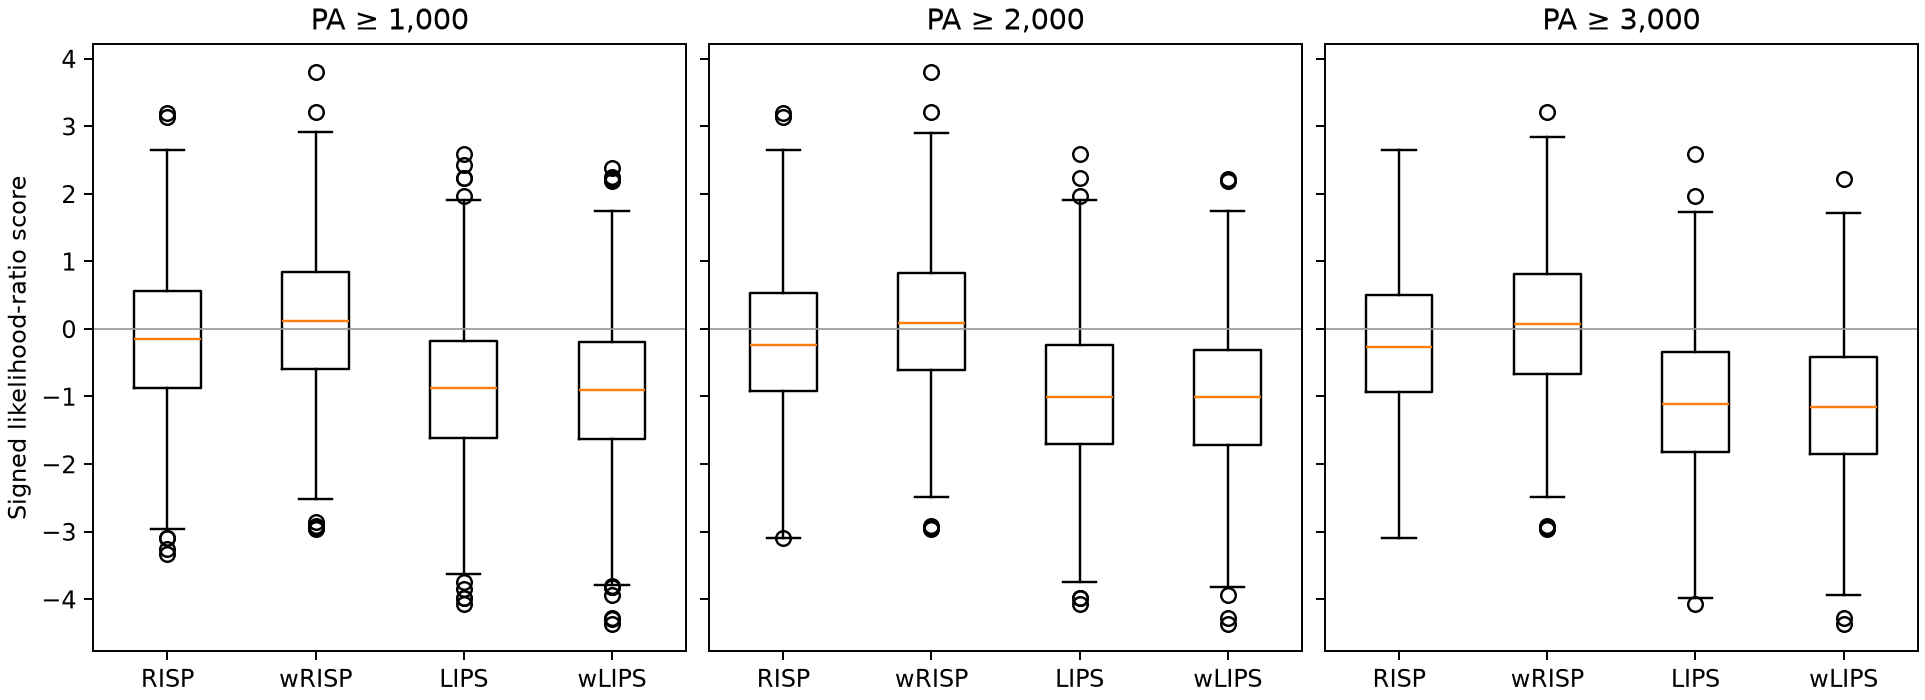 PA ≥ 1,000
PA ≥ 2,000
PA ≥ 3,000
Signed likelihood-ratio score
4
3
2
1
0
−1
−2
−3
−4
RISP wRISP LIPS wLIPS
RISP wRISP LIPS wLIPS
RISP wRISP LIPS wLIPS